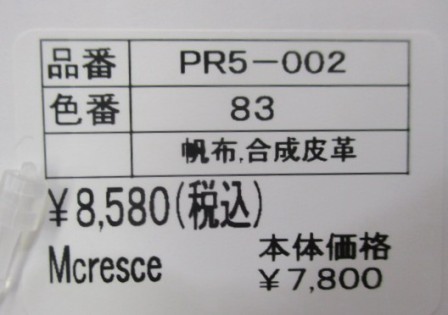 品番 PR5-002
色番 83
帆布,合成皮革
¥8,580(税込)
Mcresce 本体価格
¥7,800